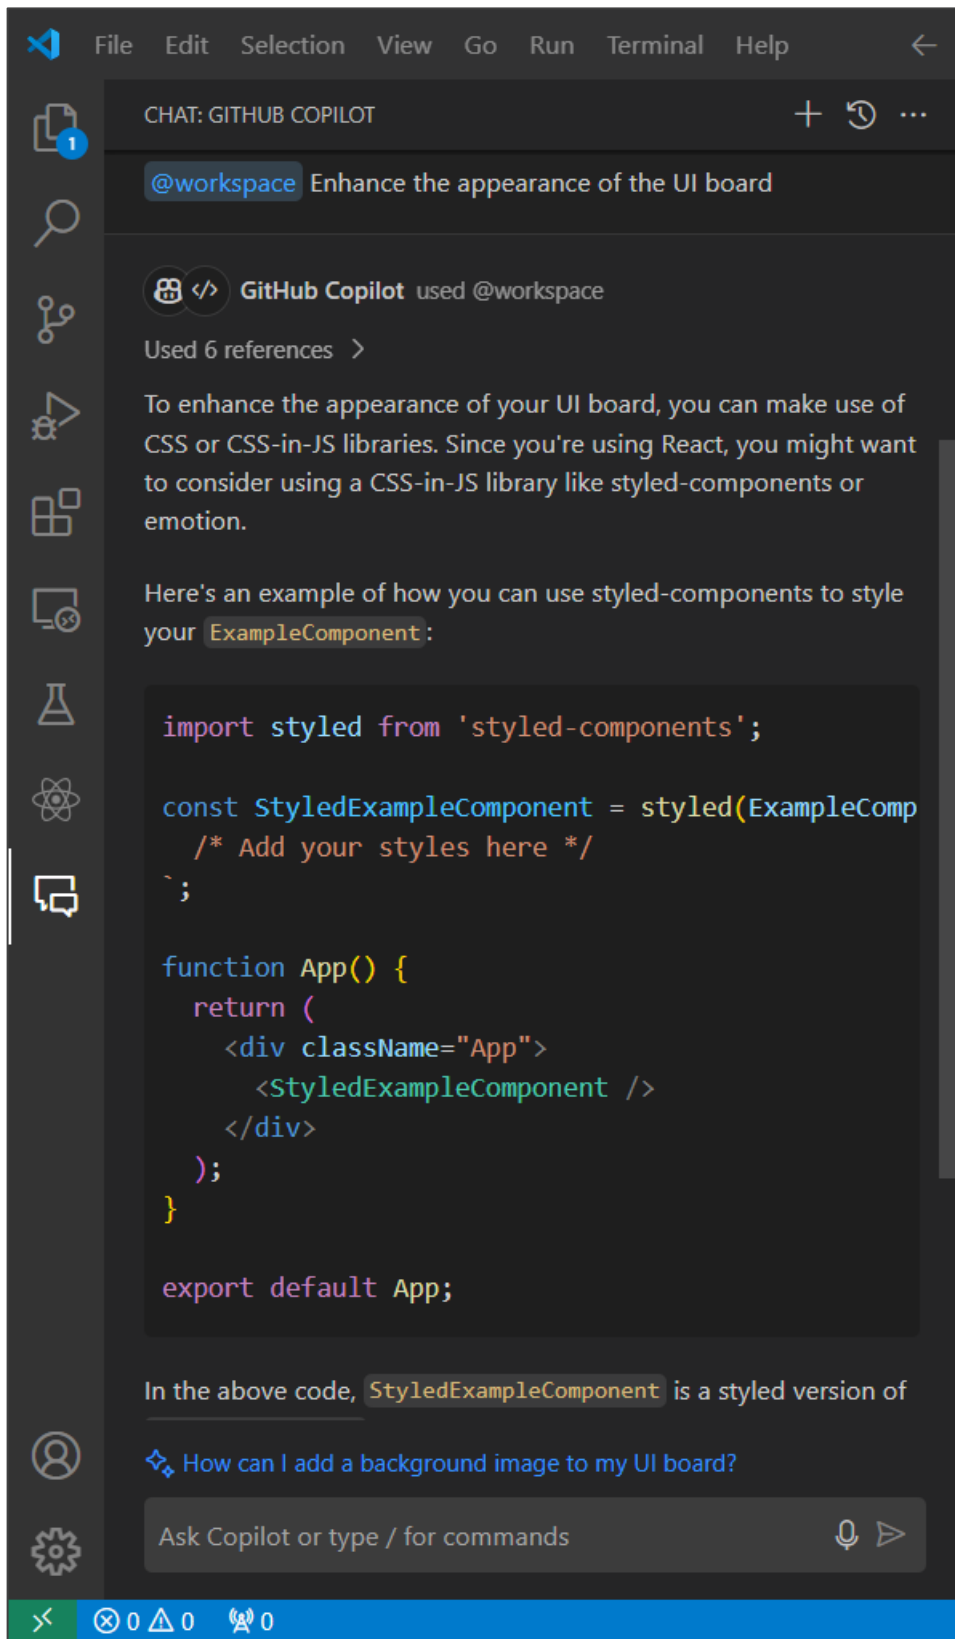 File Edit Selection View Go Run Terminal Help
CHAT: GITHUB COPILOT
1
@workspace Enhance the appearance of the UI board
GitHub Copilot used @workspace
Used 6 references
To enhance the appearance of your UI board, you can make use of
CSS or CSS-in-JS libraries. Since you're using React, you might want
to consider using a CSS-in-JS library like styled-components or
emotion.
Here's an example of how you can use styled-components to style
your ExampleComponent:
import styled from 'styled-components';
const StyledExampleComponent = styled(ExampleComp
/* Add your styles here */
`;
function App() {
return (
<div className="App">
<StyledExampleComponent />
</div>
);
}
export default App;
In the above code, StyledExampleComponent is a styled version of
How can I add a background image to my UI board?
Ask Copilot or type / for commands
0 0 0